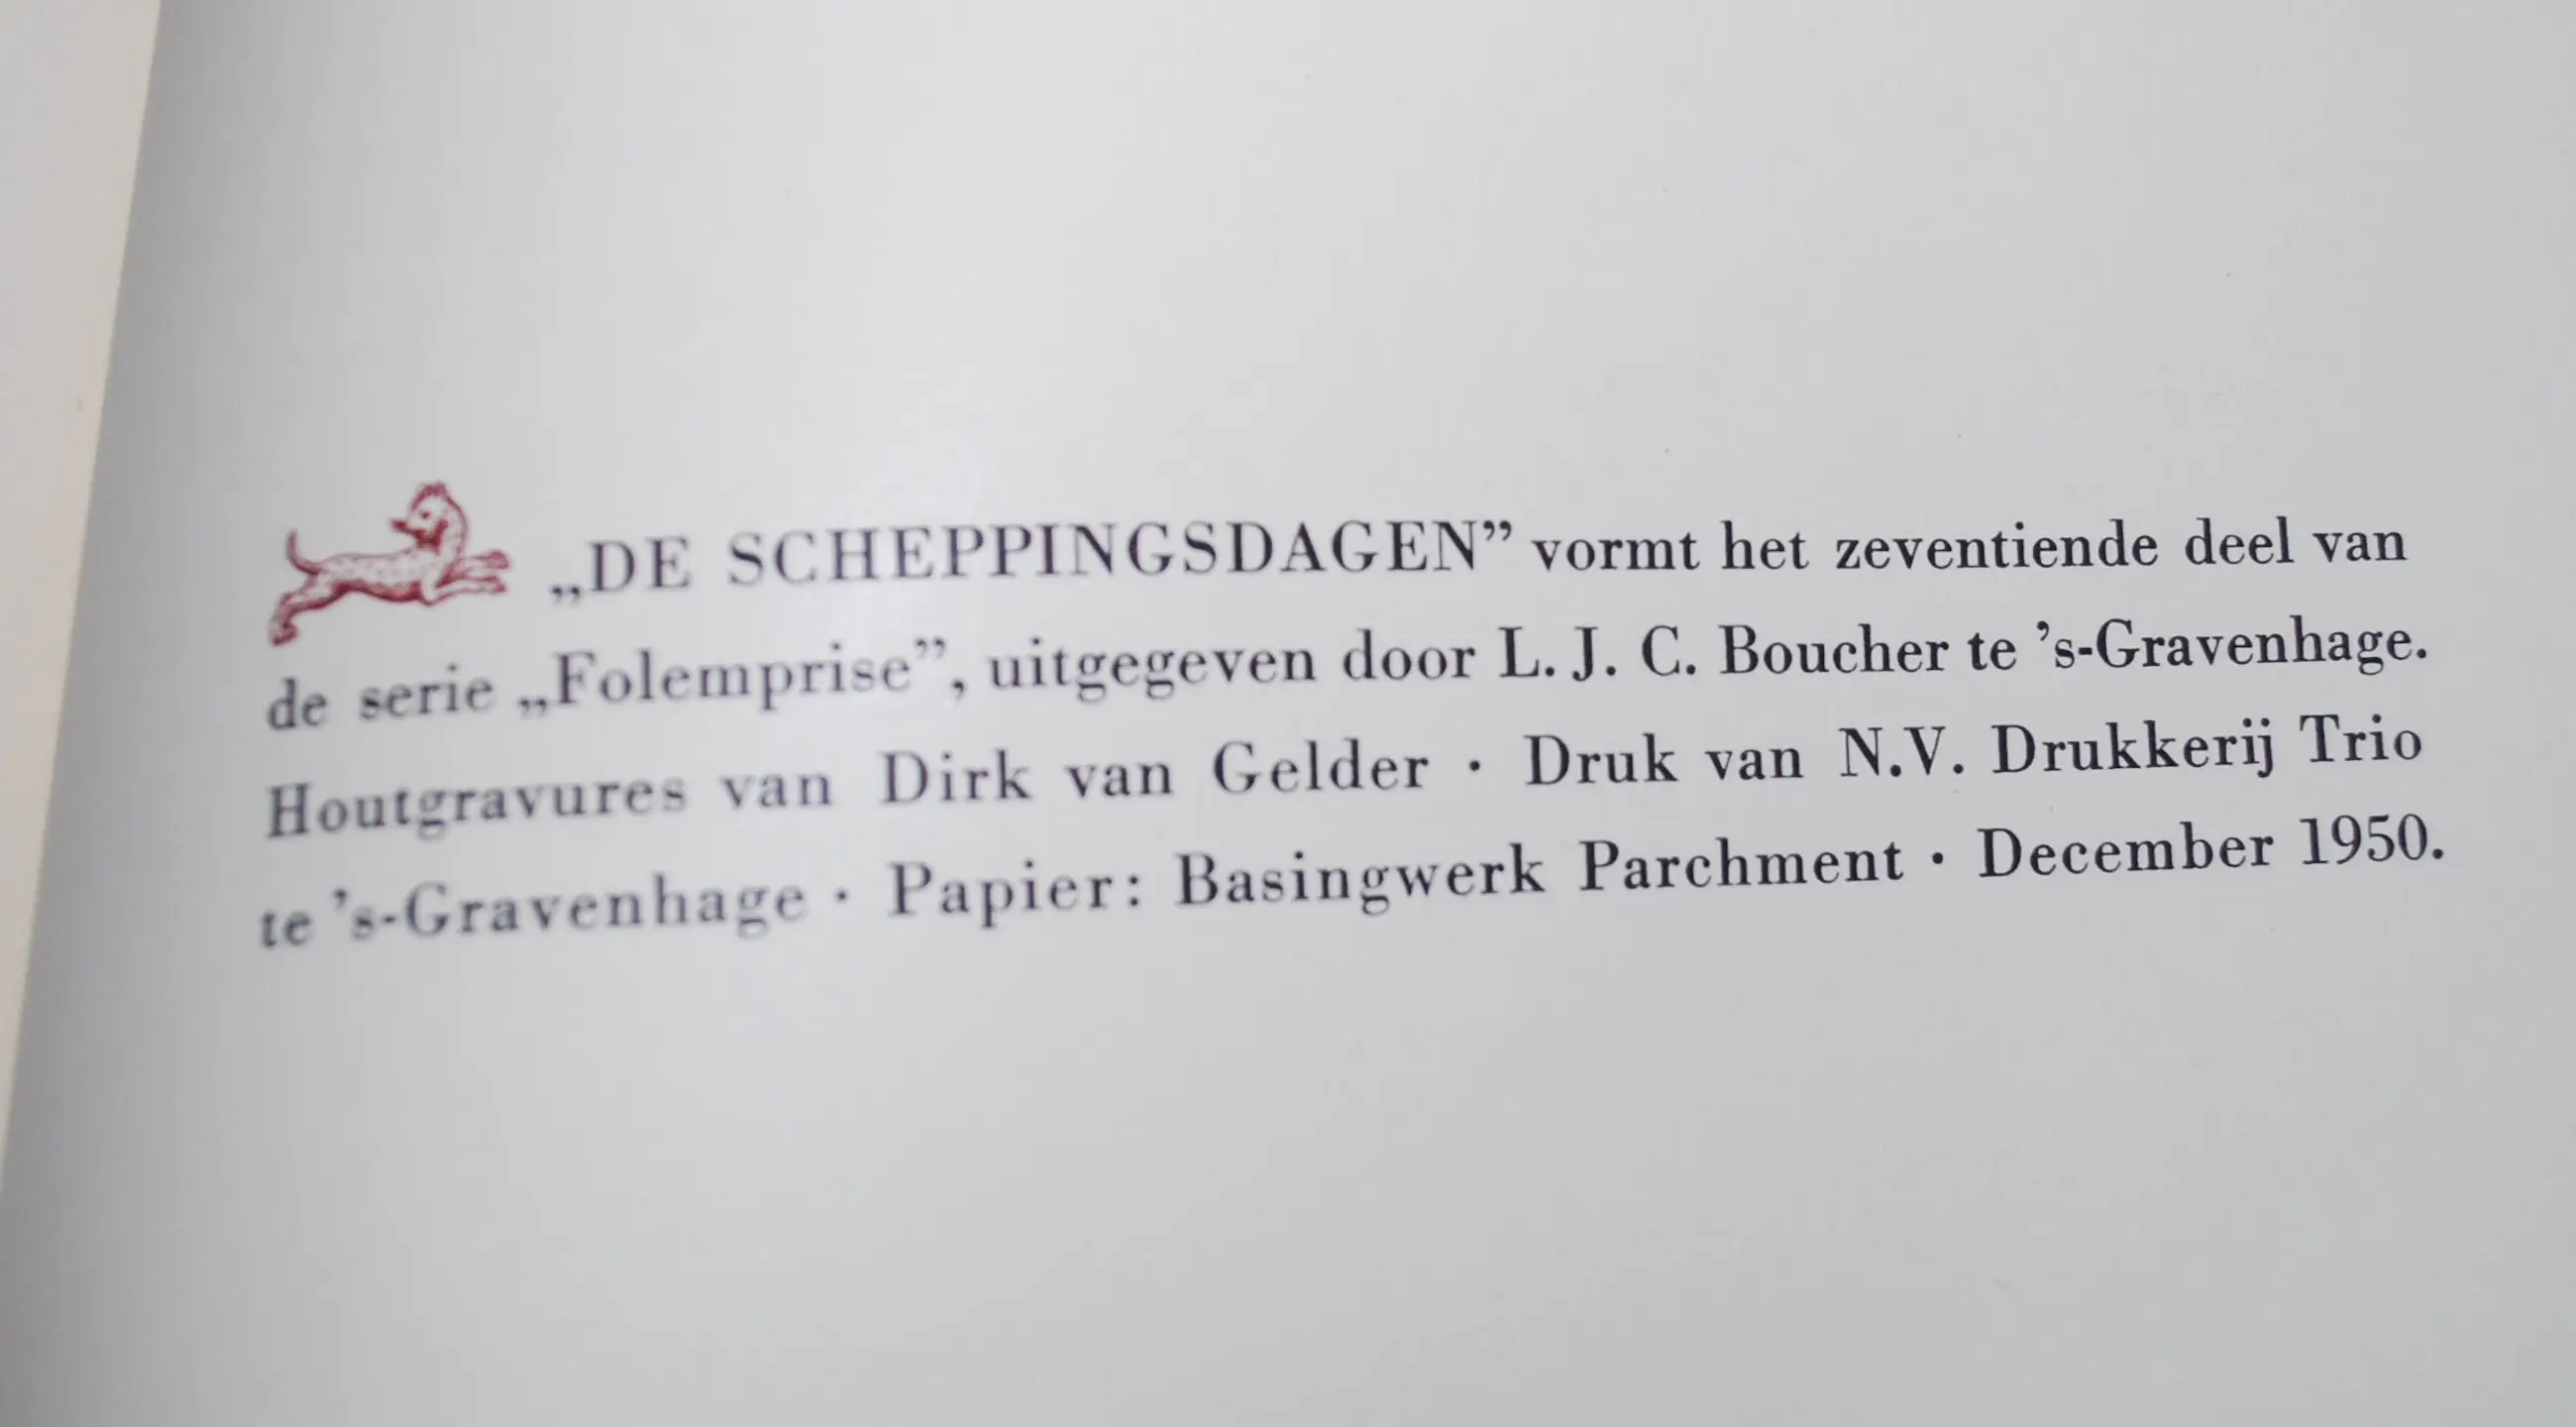 „DE SCHEPPINGSDAGEN” vormt het zeventiende deel van
de serie „Folemprise”, uitgegeven door L. J. C. Boucher te ’s-Gravenhage.
Houtgravures van Dirk van Gelder · Druk van N.V. Drukkerij Trio
te ’s-Gravenhage · Papier: Basingwerk Parchment · December 1950.